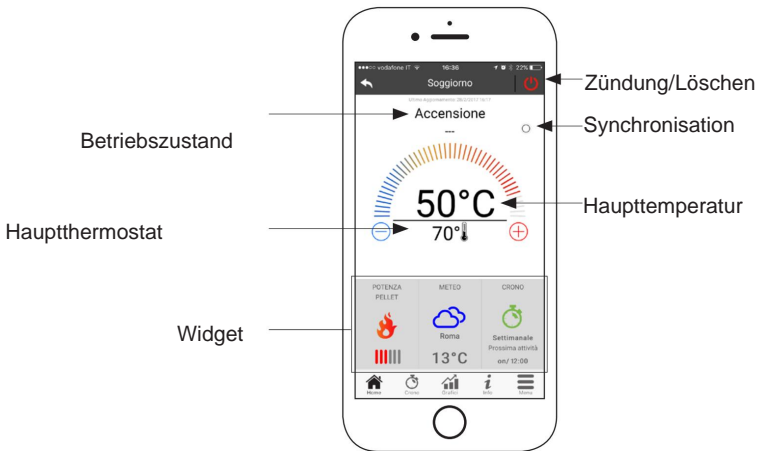 vodafone IT 16:36 22%
Soggiorno
Zündung/Löschen
Accensione
---
Synchronisation
Betriebszustand
50°C
Haupttemperatur
Hauptthermostat
70°
Widget
POTENZA
PELLET
METEO
CRONO
Roma
Settimanale
Prossima attività
13°C
on/ 12:00
Home Crono Grafici Info Menu